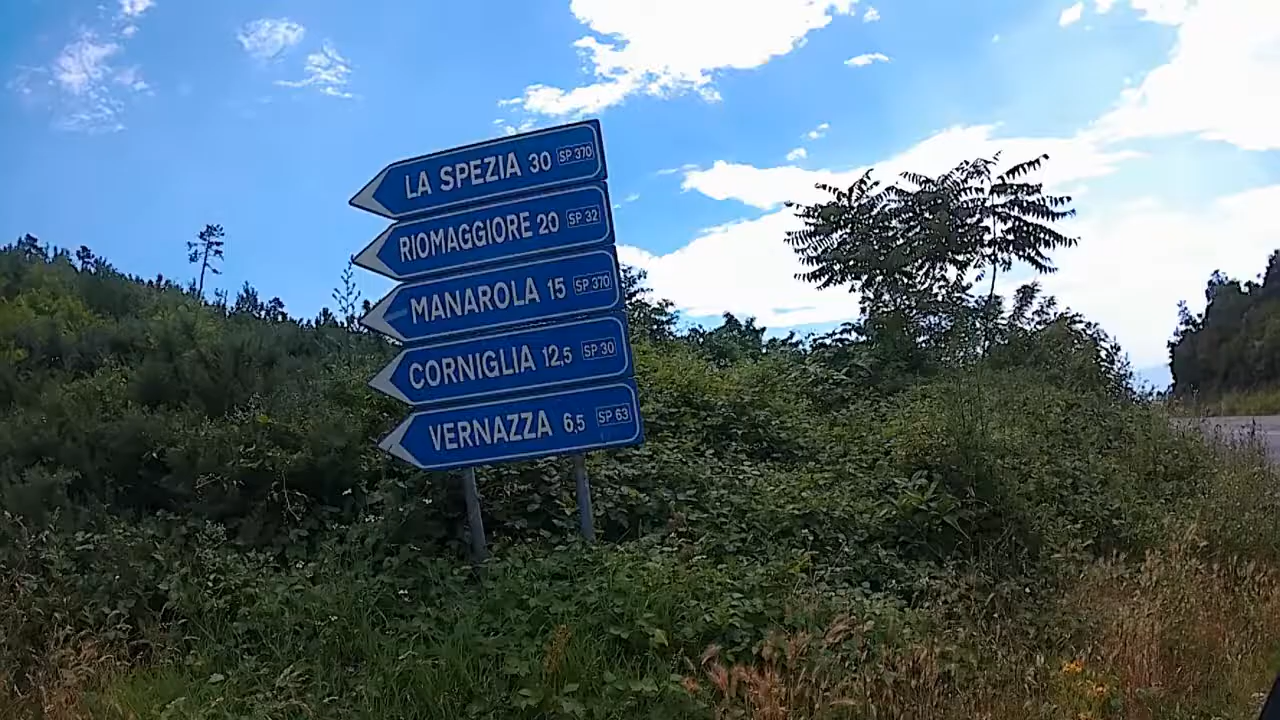 LA SPEZIA 30 SP 370
RIOMAGGIORE 20 SP 32
MANAROLA 15 SP 370
CORNIGLIA 12,5 SP 30
VERNAZZA 6,5 SP 63